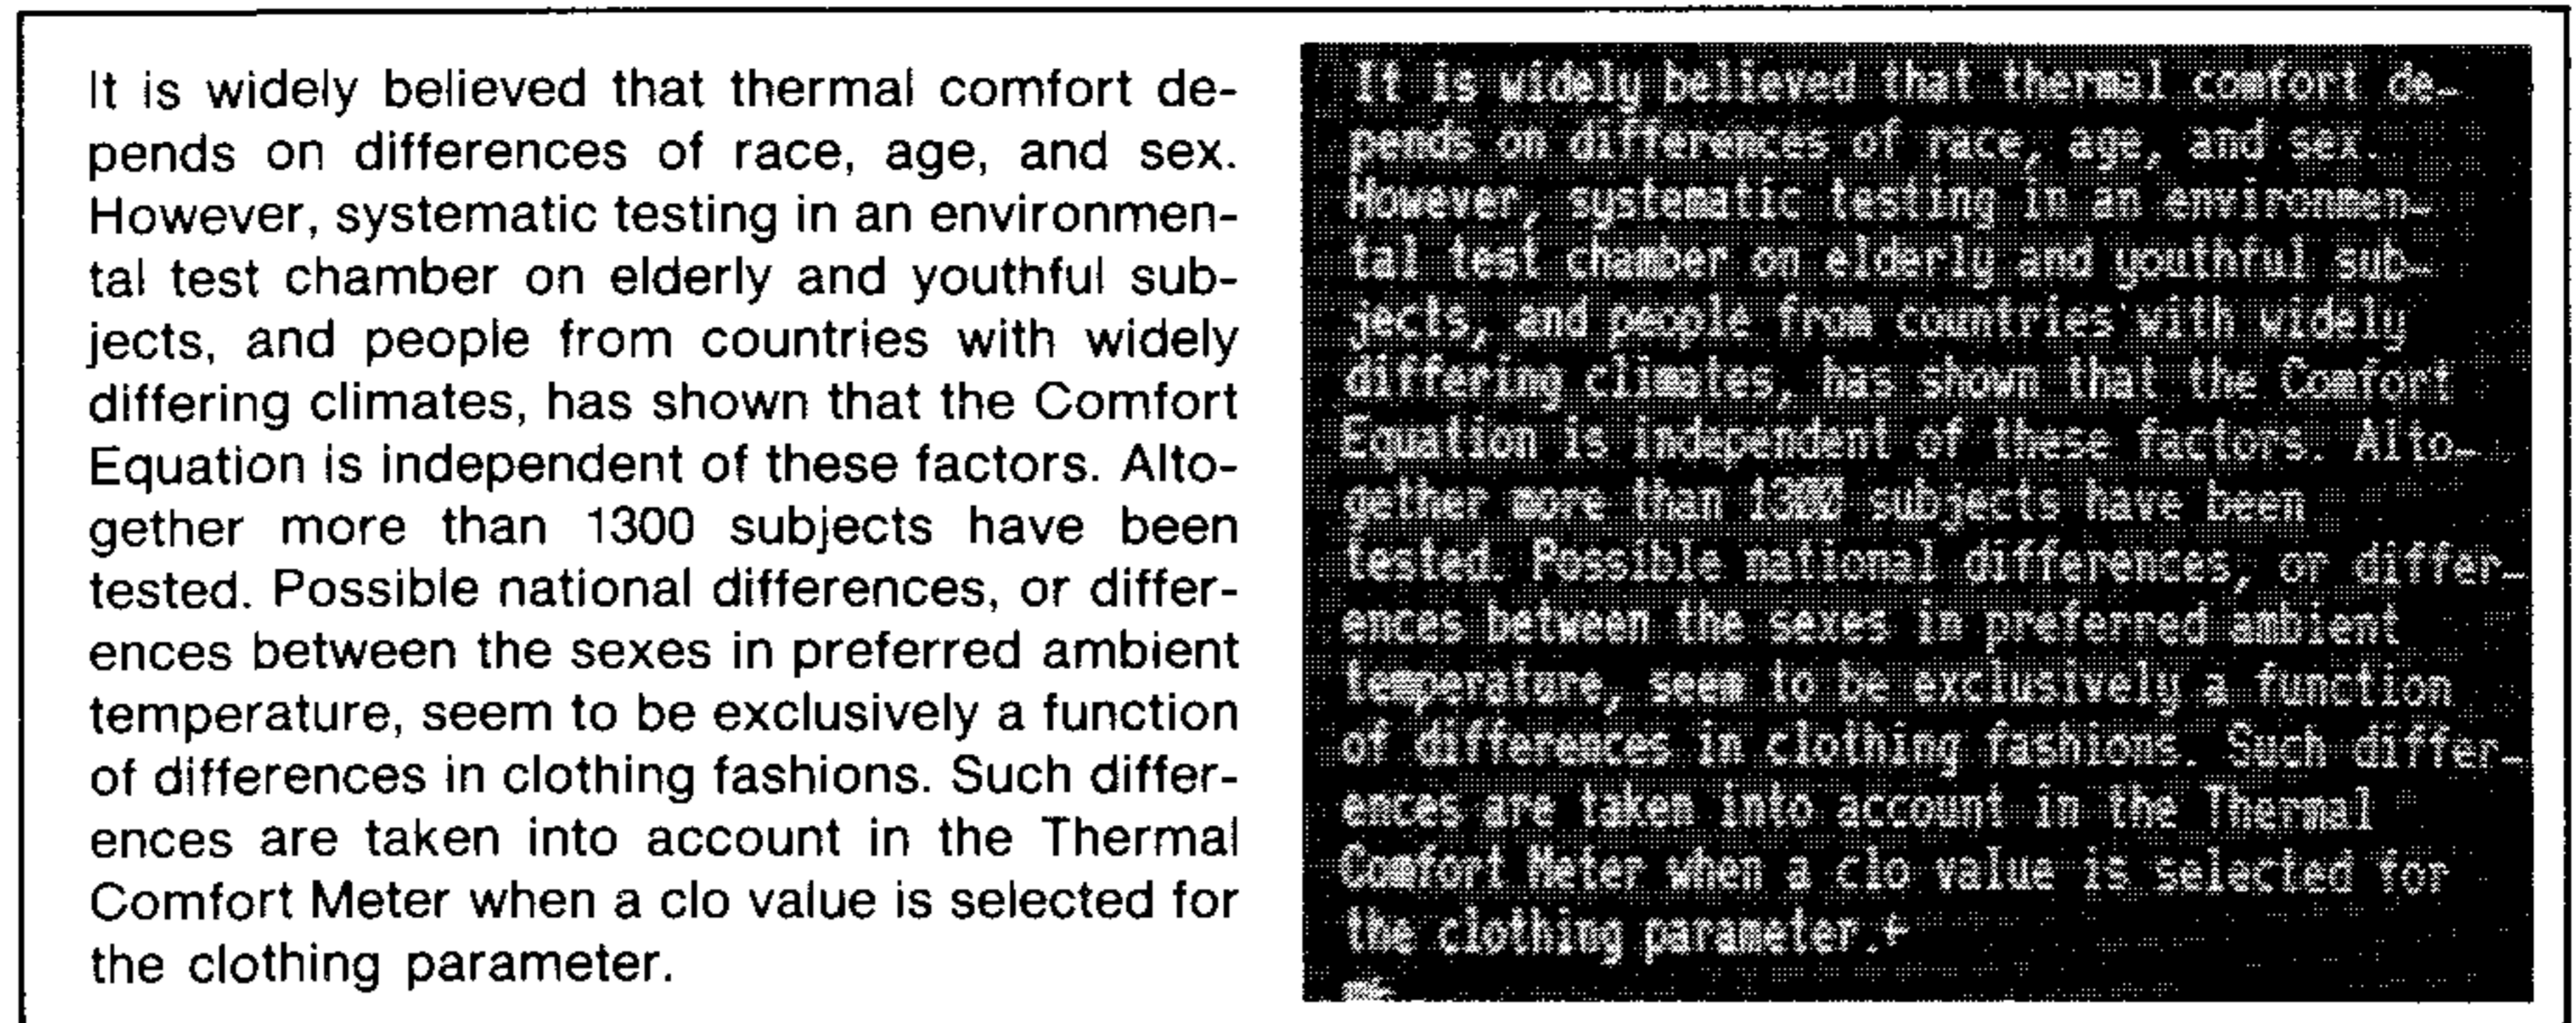 It is widely believed that thermal comfort de-
pends on differences of race, age, and sex.
However, systematic testing in an environmen-
tal test chamber on elderly and youthful sub-
jects, and people from countries with widely
differing climates, has shown that the Comfort
Equation is independent of these factors. Alto-
gether more than 1300 subjects have been
tested. Possible national differences, or differ-
ences between the sexes in preferred ambient
temperature, seem to be exclusively a function
of differences in clothing fashions. Such differ-
ences are taken into account in the Thermal
Comfort Meter when a clo value is selected for
the clothing parameter.
It is widely believed that thermal comfort de-
pends on differences of race, age, and sex.
However, systematic testing in an environmen-
tal test chamber on elderly and youthful sub-
jects, and people from countries with widely
differing climates, has shown that the Comfort
Equation is independent of these factors. Alto-
gether more than 1300 subjects have been
tested. Possible national differences, or differ-
ences between the sexes in preferred ambient
temperature, seem to be exclusively a function
of differences in clothing fashions. Such differ-
ences are taken into account in the Thermal
Comfort Meter when a clo value is selected for
the clothing parameter.